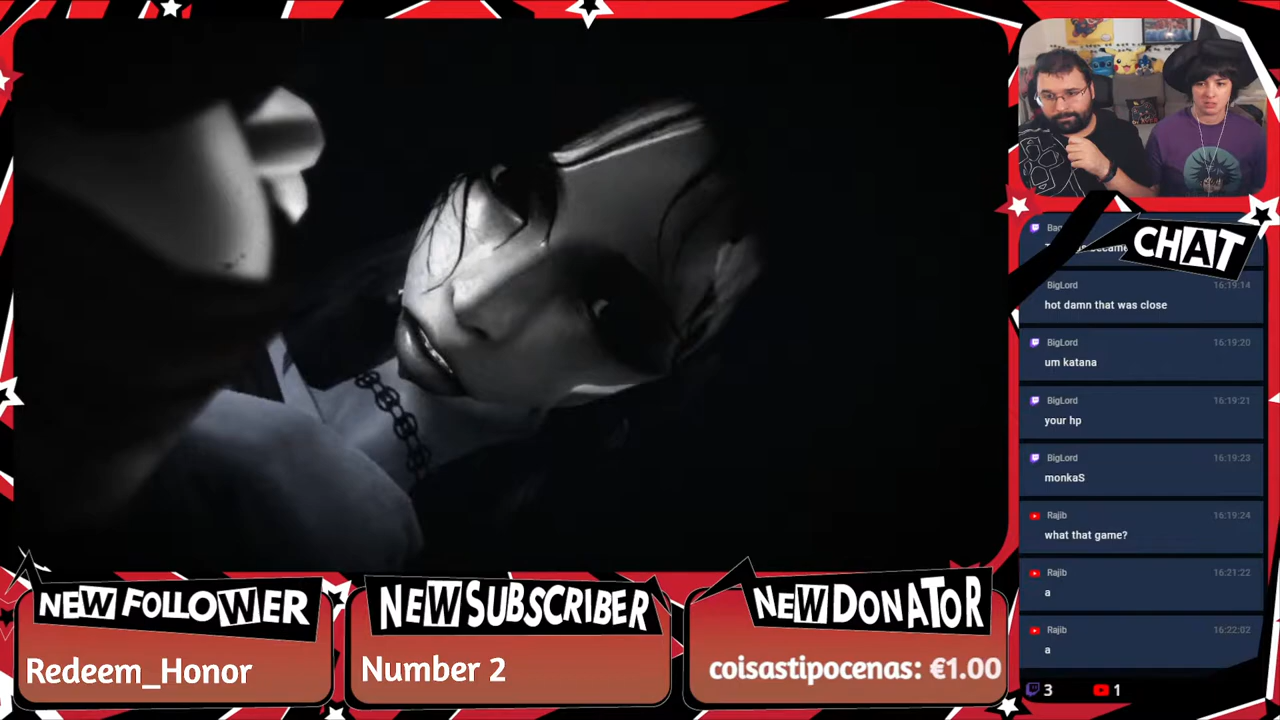 CHAT
BigLord 16:19:14
hot damn that was close
BigLord 16:19:20
um katana
BigLord 16:19:21
your hp
BigLord 16:19:23
monkaS
Rajib 16:19:24
what that game?
Rajib 16:21:22
a
Rajib 16:22:02
a
3 1
NEW FOLLOWER
Redeem_Honor
NEW SUBSCRIBER
Number 2
NEW DONATOR
coisastipocenas: €1.00